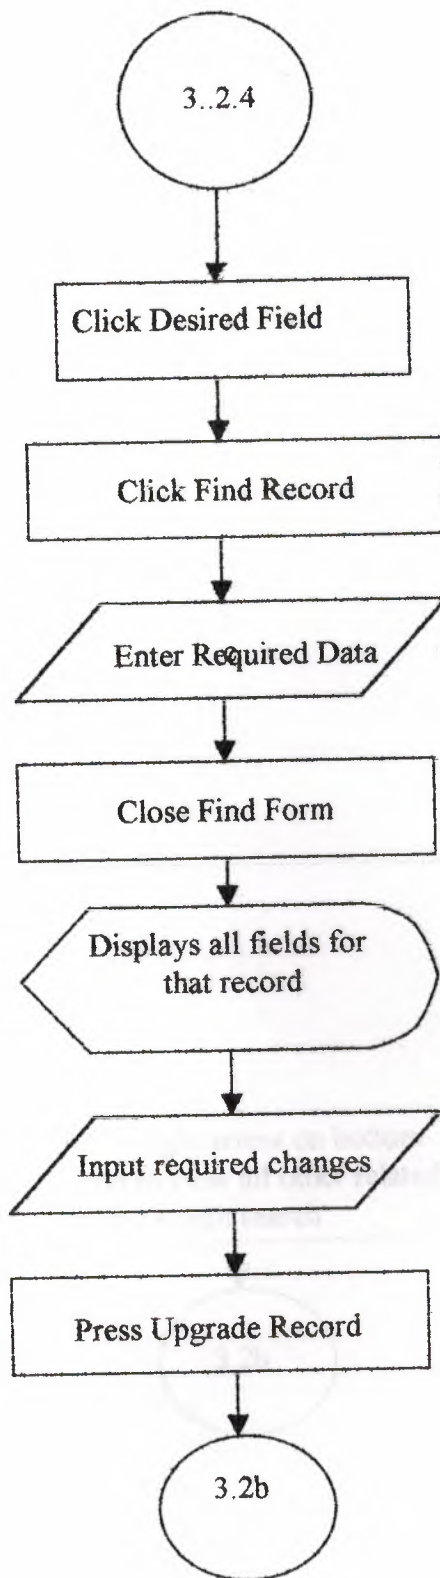 3..2.4
Click Desired Field
Click Find Record
Enter Required Data
Close Find Form
Displays all fields for
that record
Input required changes
Press Upgrade Record
3.2b